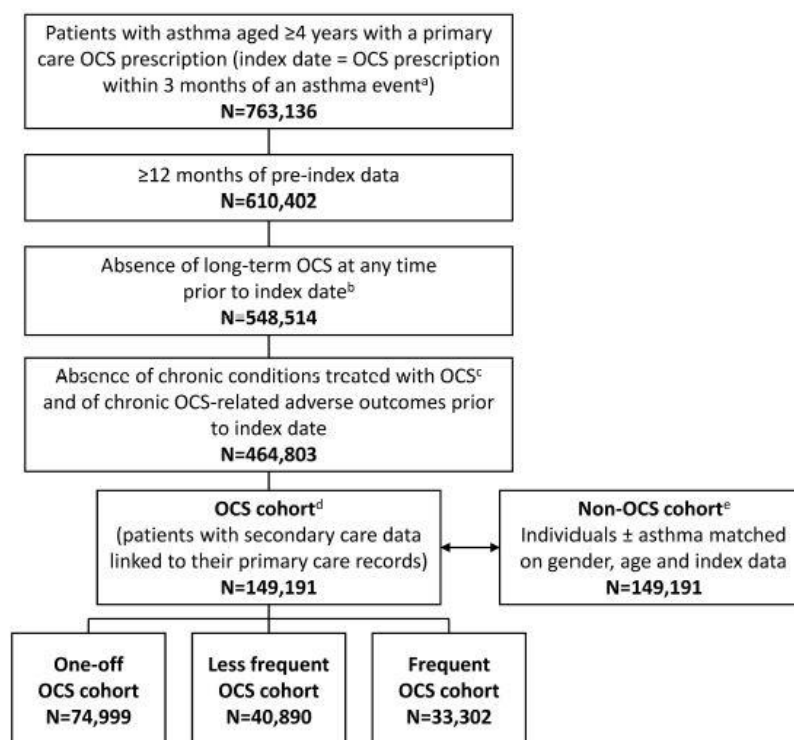 Patients with asthma aged ≥4 years with a primary
care OCS prescription (index date = OCS prescription
within 3 months of an asthma eventᵃ)
N=763,136
≥12 months of pre-index data
N=610,402
Absence of long-term OCS at any time
prior to index dateᵇ
N=548,514
Absence of chronic conditions treated with OCSᶜ
and of chronic OCS-related adverse outcomes prior
to index date
N=464,803
OCS cohortᵈ
(patients with secondary care data
linked to their primary care records)
N=149,191
Non-OCS cohortᵉ
Individuals ± asthma matched
on gender, age and index data
N=149,191
One-off
OCS cohort
N=74,999
Less frequent
OCS cohort
N=40,890
Frequent
OCS cohort
N=33,302